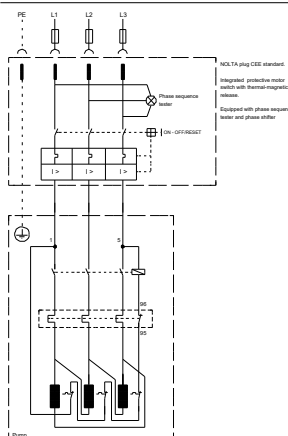 PE L1 L2 L3
NOLTA plug CEE standard.
Integrated protective motor
switch with thermal-magnetic
release.
Equipped with phase sequen
tester and phase shifter
Phase sequence
tester
ON - OFF/RESET
I > I > I >
1 5
96
95
Pump